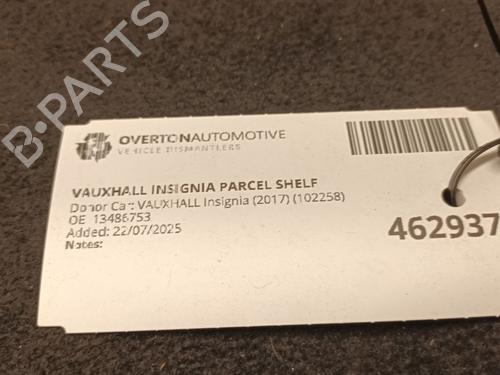 B-PARTS
OVERTONAUTOMOTIVE
VEHICLE DISMANTLERS
VAUXHALL INSIGNIA PARCEL SHELF
Donor Car: VAUXHALL Insignia (2017) (102258)
OE 13486753
Added: 22/07/2025
Notes:
462937